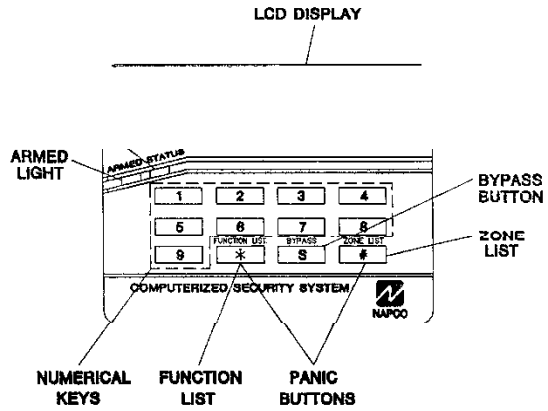 LCD DISPLAY
ARMED STATUS
ARMED
LIGHT
1 2 3 4
BYPASS
BUTTON
5 6 7 8
FUNCTION LIST BYPASS ZONE LIST
ZONE
LIST
9 * S #
COMPUTERIZED SECURITY SYSTEM
NAPCO
NUMERICAL
KEYS
FUNCTION
LIST
PANIC
BUTTONS